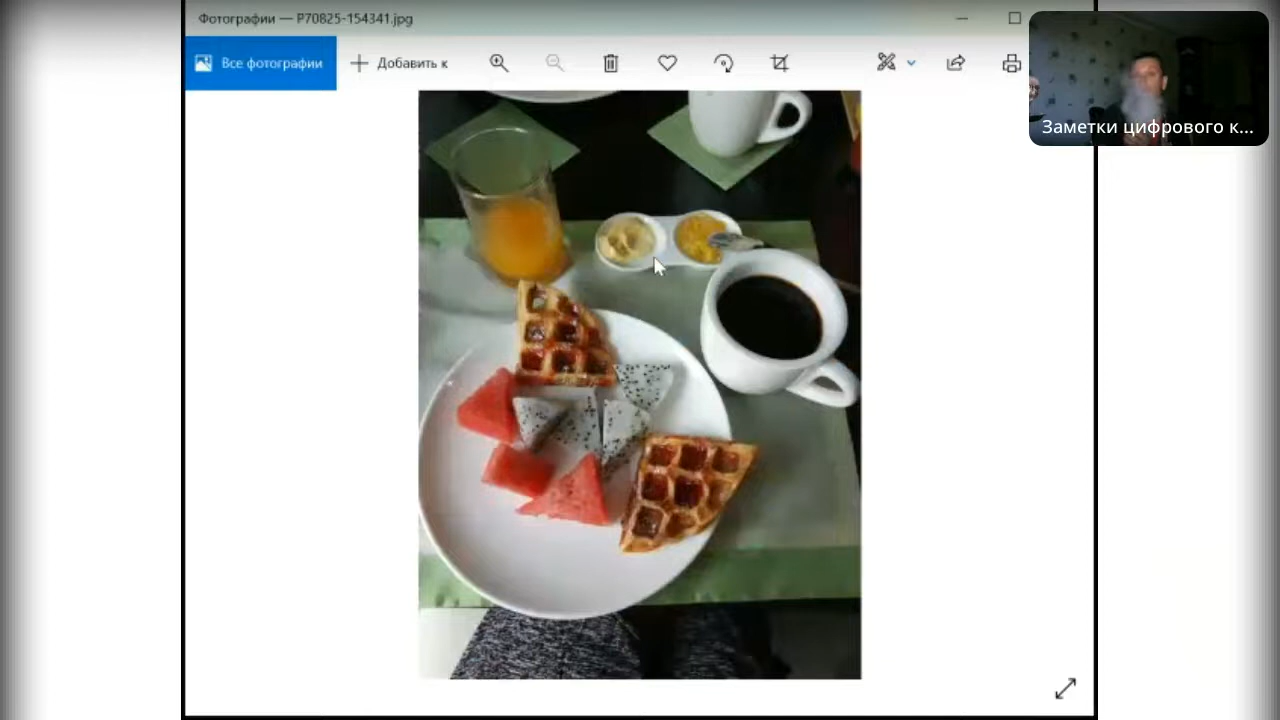 Фотографии — P70825-154341.jpg
Все фотографии
Добавить к
Заметки цифрового к...